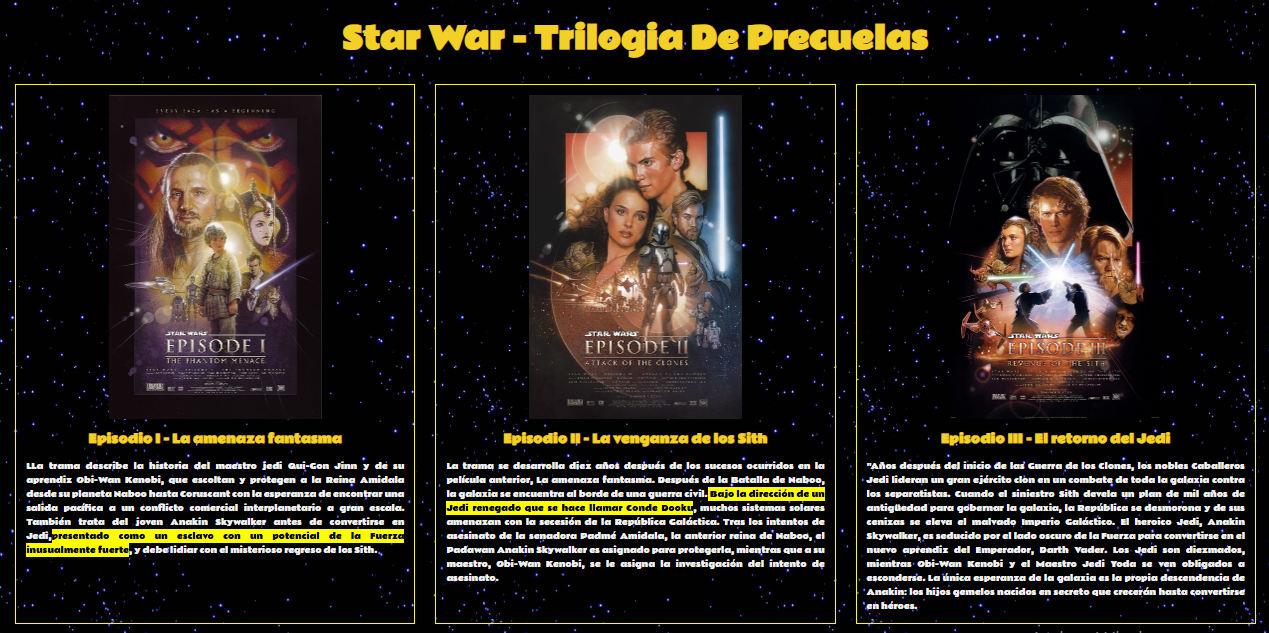 Star War - Trilogia De Precuelas
EVERY SAGA HAS A BEGINNING
STAR WARS
EPISODE I
THE PHANTOM MENACE
STAR WARS
EPISODE II
ATTACK OF THE CLONES
STAR WARS
EPISODE III
REVENGE OF THE SITH
Episodio I - La amenaza fantasma
LLa trama describe la historia del maestro jedi Qui-Gon Jinn y de su
aprendiz Obi-Wan Kenobi, que escoltan y protegen a la Reina Amidala
desde su planeta Naboo hasta Coruscant con la esperanza de encontrar una
salida pacífica a un conflicto comercial interplanetario a gran escala.
También trata del joven Anakin Skywalker antes de convertirse en
Jedi,presentado como un esclavo con un potencial de la Fuerza
inusualmente fuerte, y debe lidiar con el misterioso regreso de los Sith.
Episodio II - La venganza de los Sith
La trama se desarrolla diez años después de los sucesos ocurridos en la
película anterior, La amenaza fantasma. Después de la Batalla de Naboo,
la galaxia se encuentra al borde de una guerra civil. Bajo la dirección de un
Jedi renegado que se hace llamar Conde Dooku, muchos sistemas solares
amenazan con la secesión de la República Galáctica. Tras los intentos de
asesinato de la senadora Padmé Amidala, la anterior reina de Naboo, el
Padawan Anakin Skywalker es asignado para protegerla, mientras que a su
maestro, Obi-Wan Kenobi, se le asigna la investigación del intento de
asesinato.
Episodio III - El retorno del Jedi
"Años después del inicio de las Guerra de los Clones, los nobles Caballeros
Jedi lideran un gran ejército clon en un combate de toda la galaxia contra
los separatistas. Cuando el siniestro Sith devela un plan de mil años de
antigüedad para gobernar la galaxia, la República se desmorona y de sus
cenizas se eleva el malvado Imperio Galáctico. El heroico Jedi, Anakin
Skywalker, es seducido por el lado oscuro de la Fuerza para convertirse en el
nuevo aprendiz del Emperador, Darth Vader. Los Jedi son diezmados,
mientras Obi-Wan Kenobi y el Maestro Jedi Yoda se ven obligados a
esconderse. La única esperanza de la galaxia es la propia descendencia de
Anakin: los hijos gemelos nacidos en secreto que crecerán hasta convertirse
en héroes.